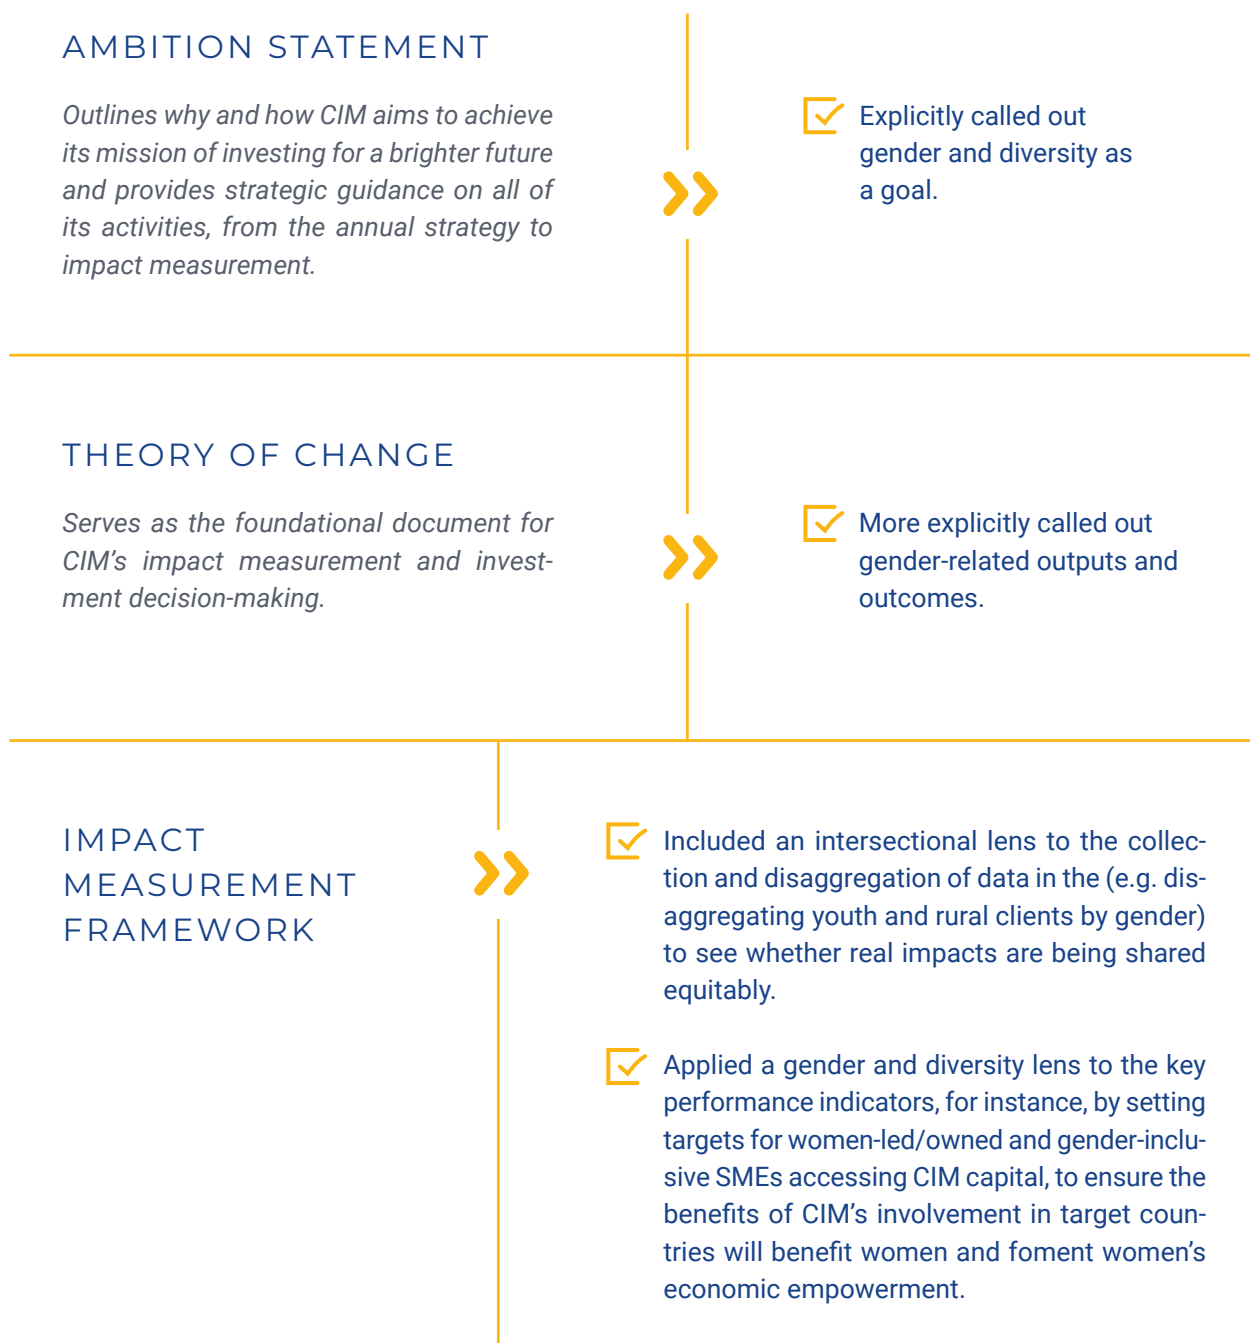 AMBITION STATEMENT
Outlines why and how CIM aims to achieve
its mission of investing for a brighter future
and provides strategic guidance on all of
its activities, from the annual strategy to
impact measurement.
Explicitly called out
gender and diversity as
a goal.
THEORY OF CHANGE
Serves as the foundational document for
CIM’s impact measurement and invest-
ment decision-making.
More explicitly called out
gender-related outputs and
outcomes.
IMPACT
MEASUREMENT
FRAMEWORK
Included an intersectional lens to the collec-
tion and disaggregation of data in the (e.g. dis-
aggregating youth and rural clients by gender)
to see whether real impacts are being shared
equitably.
Applied a gender and diversity lens to the key
performance indicators, for instance, by setting
targets for women-led/owned and gender-inclu-
sive SMEs accessing CIM capital, to ensure the
benefits of CIM’s involvement in target coun-
tries will benefit women and foment women’s
economic empowerment.